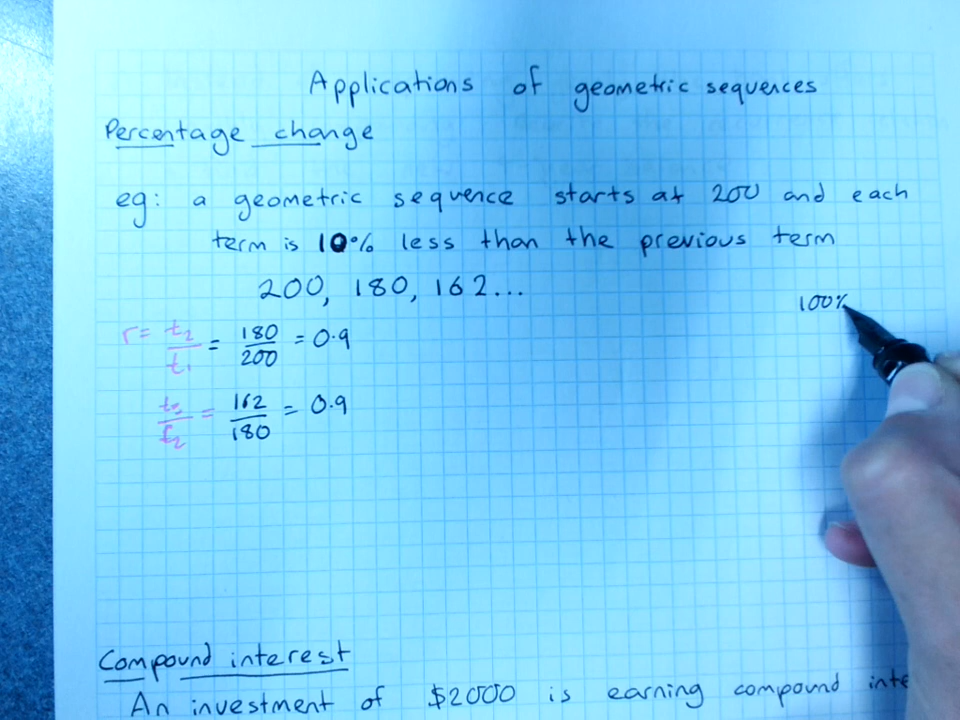 Applications of geometric sequences
Percentage change
eg: a geometric sequence starts at 200 and each
term is 10% less than the previous term
200, 180, 162...
100%
r = t2/t1 = 180/200 = 0.9
t3/t2 = 162/180 = 0.9
Compound interest
An investment of $2000 is earning compound inte